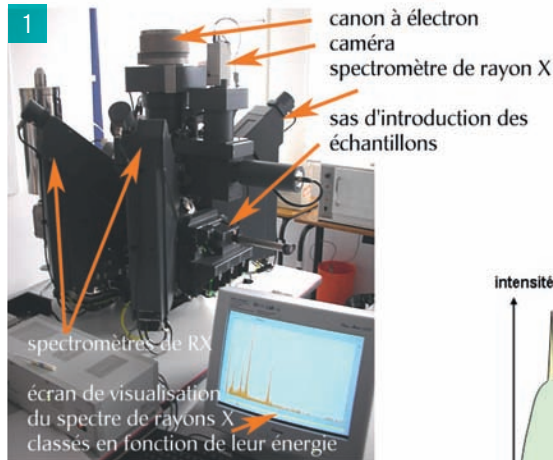 1
canon à électron
caméra
spectromètre de rayon X
sas d'introduction des
échantillons
intensité
spectromètres de RX
écran de visualisation
du spectre de rayons X
classés en fonction de leur énergie